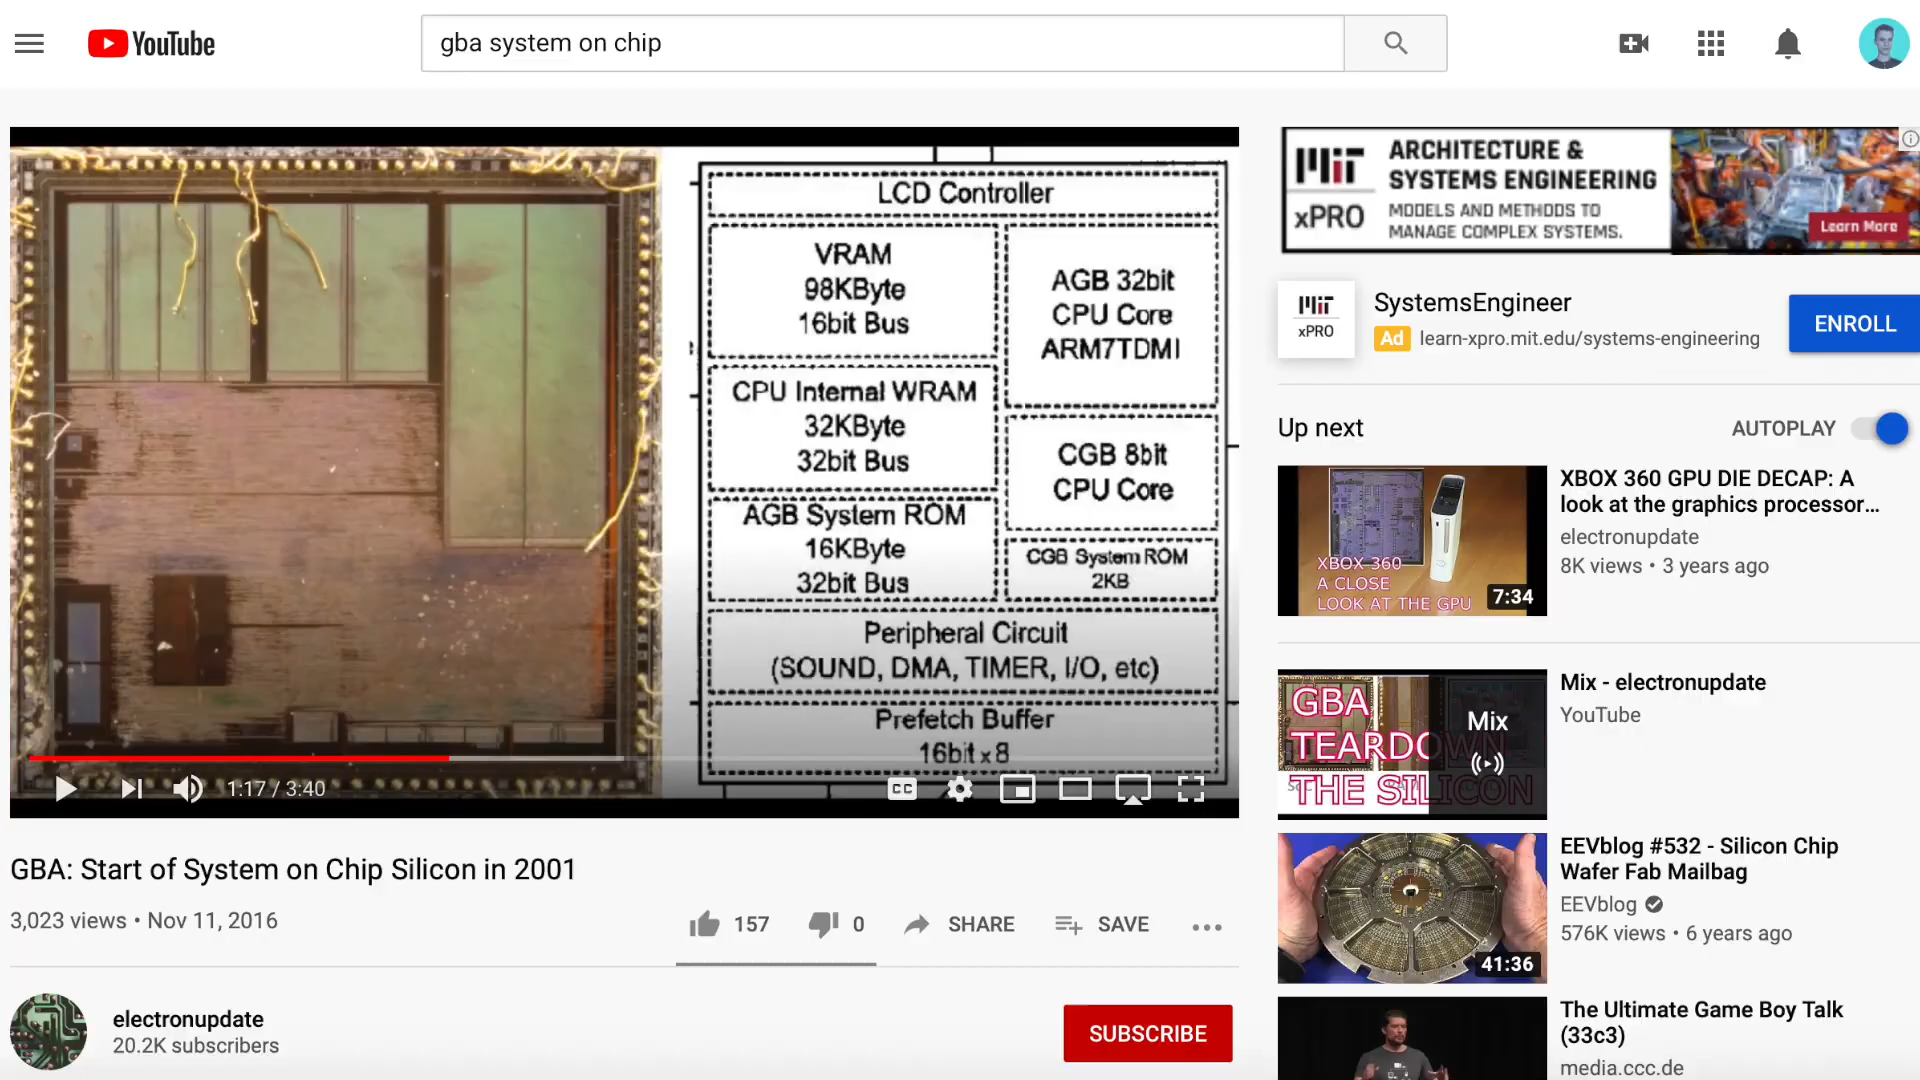 YouTube
gba system on chip
LCD Controller
VRAM
98KByte
16bit Bus
AGB 32bit
CPU Core
ARM7TDMI
CPU Internal WRAM
32KByte
32bit Bus
CGB 8bit
CPU Core
AGB System ROM
16KByte
32bit Bus
CGB System ROM
2KB
Peripheral Circuit
(SOUND, DMA, TIMER, I/O, etc)
Prefetch Buffer
16bit x 8
1:17 / 3:40
CC
GBA: Start of System on Chip Silicon in 2001
3,023 views • Nov 11, 2016
157
0
SHARE
SAVE
electronupdate
20.2K subscribers
SUBSCRIBE
MIT
xPRO
ARCHITECTURE &
SYSTEMS ENGINEERING
MODELS AND METHODS TO
MANAGE COMPLEX SYSTEMS.
Learn More
MIT
xPRO
SystemsEngineer
Ad learn-xpro.mit.edu/systems-engineering
ENROLL
Up next
AUTOPLAY
XBOX 360
A CLOSE
LOOK AT THE GPU
7:34
XBOX 360 GPU DIE DECAP: A
look at the graphics processor...
electronupdate
8K views • 3 years ago
GBA
TEARDOWN
THE SILICON
Mix
Mix - electronupdate
YouTube
41:36
EEVblog #532 - Silicon Chip
Wafer Fab Mailbag
EEVblog
576K views • 6 years ago
The Ultimate Game Boy Talk
(33c3)
media.ccc.de